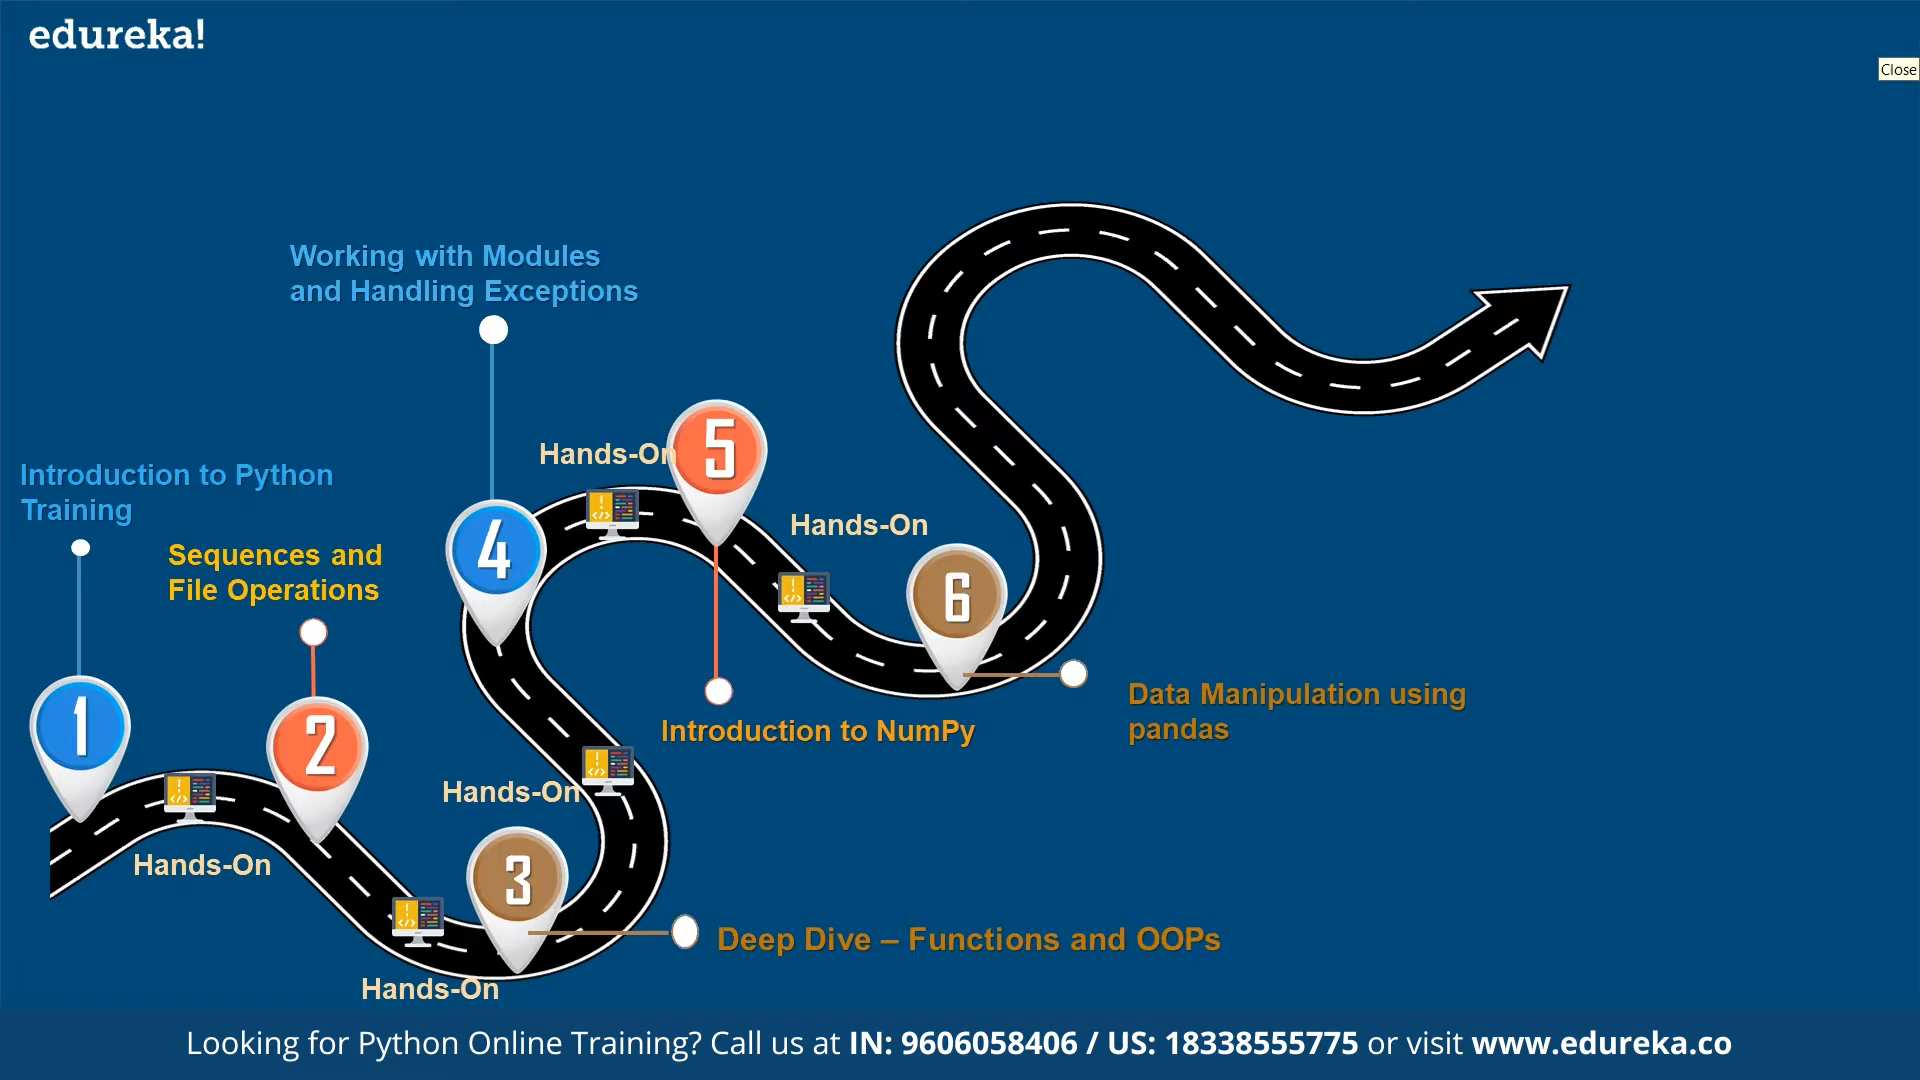 edureka!
Close
Working with Modules
and Handling Exceptions
Hands-On
5
Introduction to Python
Training
Hands-On
4
Sequences and
File Operations
6
Data Manipulation using
pandas
1
2
Introduction to NumPy
Hands-On
Hands-On
3
Deep Dive – Functions and OOPs
Hands-On
Looking for Python Online Training? Call us at IN: 9606058406 / US: 18338555775 or visit www.edureka.co